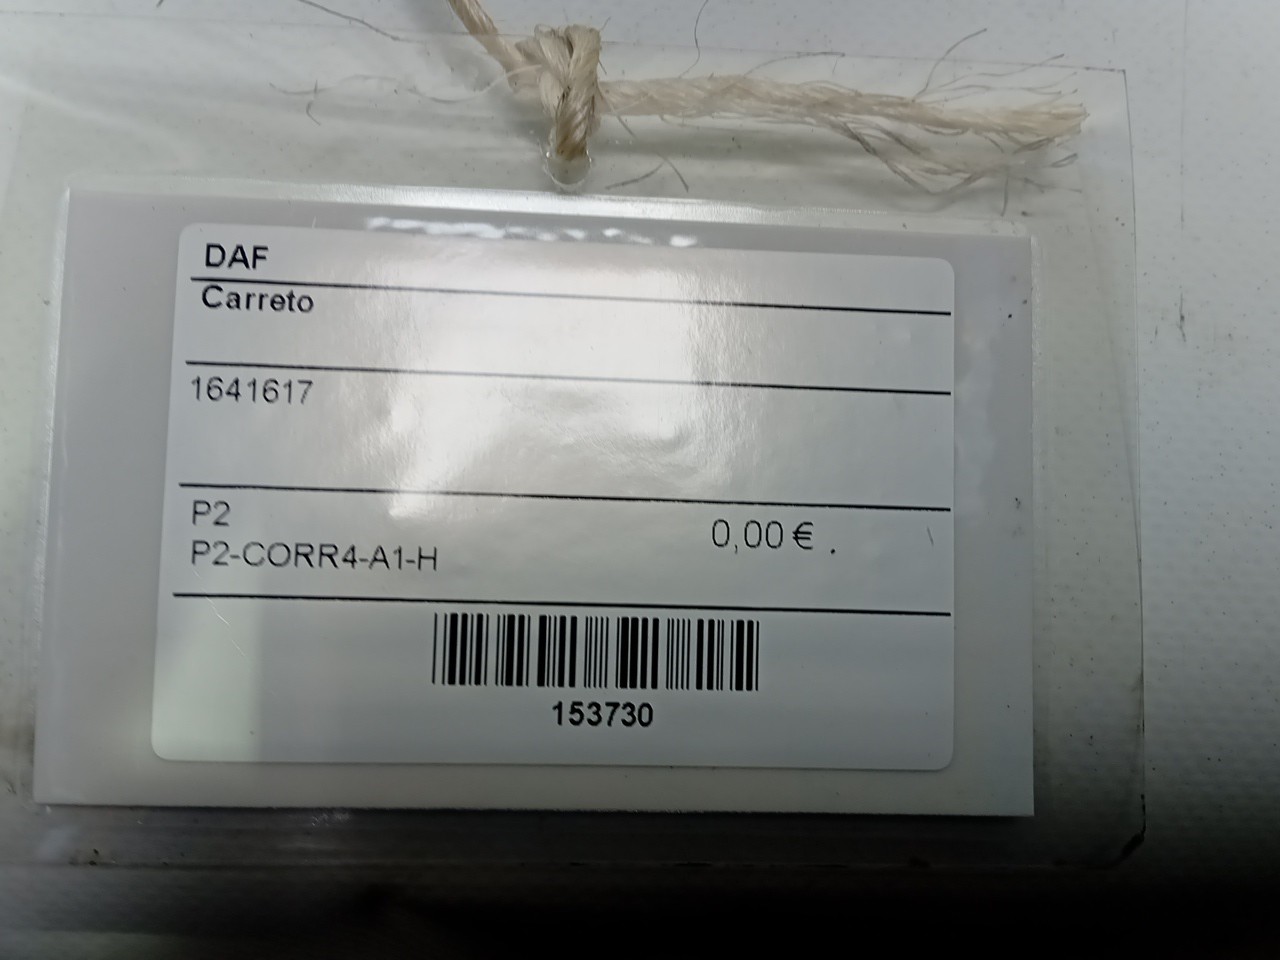 DAF
Carreto
1641617
P2
0,00 € .
P2-CORR4-A1-H
153730